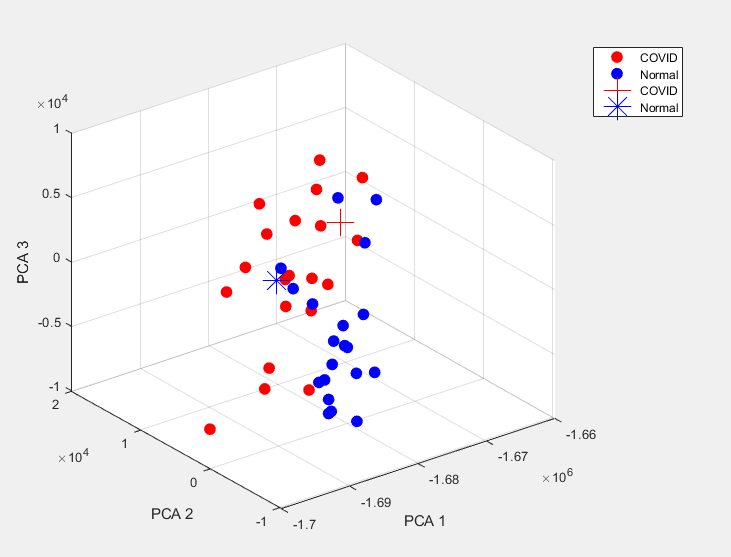 COVID
Normal
COVID
Normal
×10^4
1
0.5
0
-0.5
-1
PCA 3
2
1
0
-1
×10^4
PCA 2
-1.7
-1.69
-1.68
-1.67
-1.66
×10^6
PCA 1